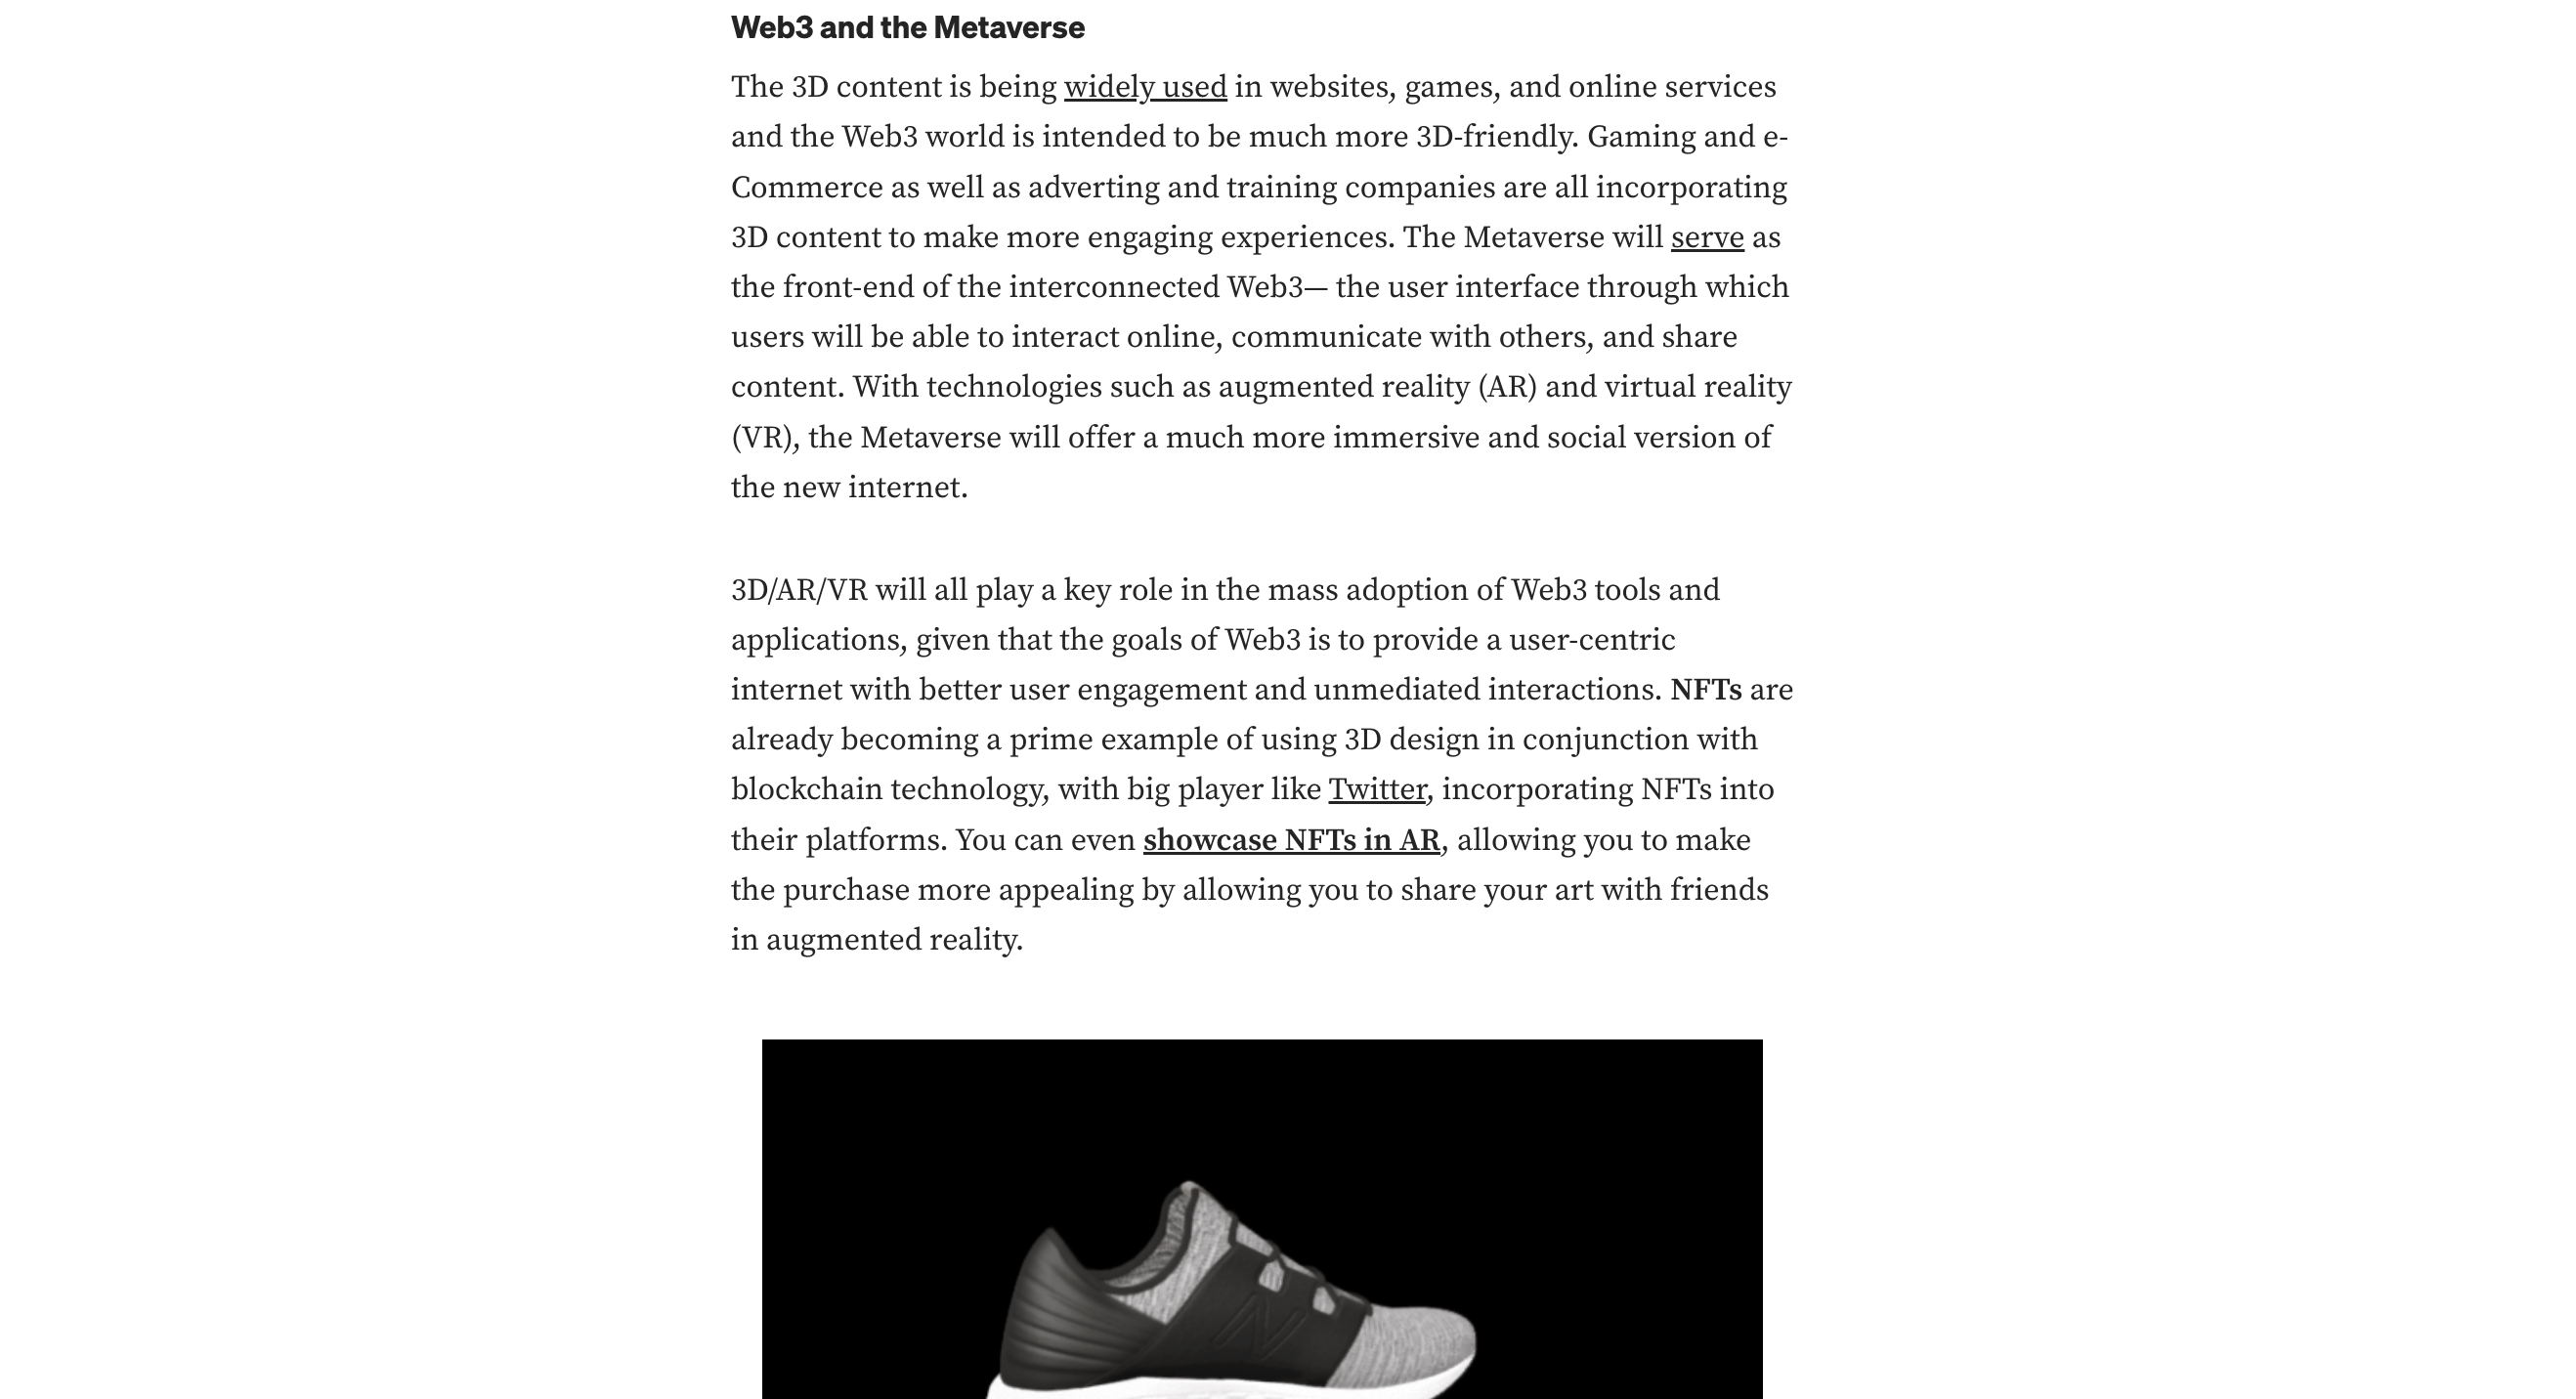 Web3 and the Metaverse
The 3D content is being widely used in websites, games, and online services
and the Web3 world is intended to be much more 3D-friendly. Gaming and e-
Commerce as well as adverting and training companies are all incorporating
3D content to make more engaging experiences. The Metaverse will serve as
the front-end of the interconnected Web3— the user interface through which
users will be able to interact online, communicate with others, and share
content. With technologies such as augmented reality (AR) and virtual reality
(VR), the Metaverse will offer a much more immersive and social version of
the new internet.
3D/AR/VR will all play a key role in the mass adoption of Web3 tools and
applications, given that the goals of Web3 is to provide a user-centric
internet with better user engagement and unmediated interactions. NFTs are
already becoming a prime example of using 3D design in conjunction with
blockchain technology, with big player like Twitter, incorporating NFTs into
their platforms. You can even showcase NFTs in AR, allowing you to make
the purchase more appealing by allowing you to share your art with friends
in augmented reality.
N